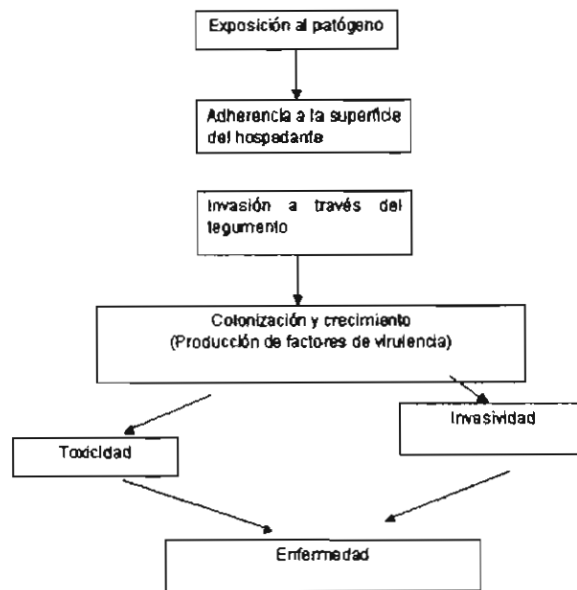 Exposición al patógeno
Adherencia a la superficie
del hospedante
Invasión a través del
tegumento
Colonización y crecimiento
(Producción de factores de virulencia)
Toxicidad
Invasividad
Enfermedad